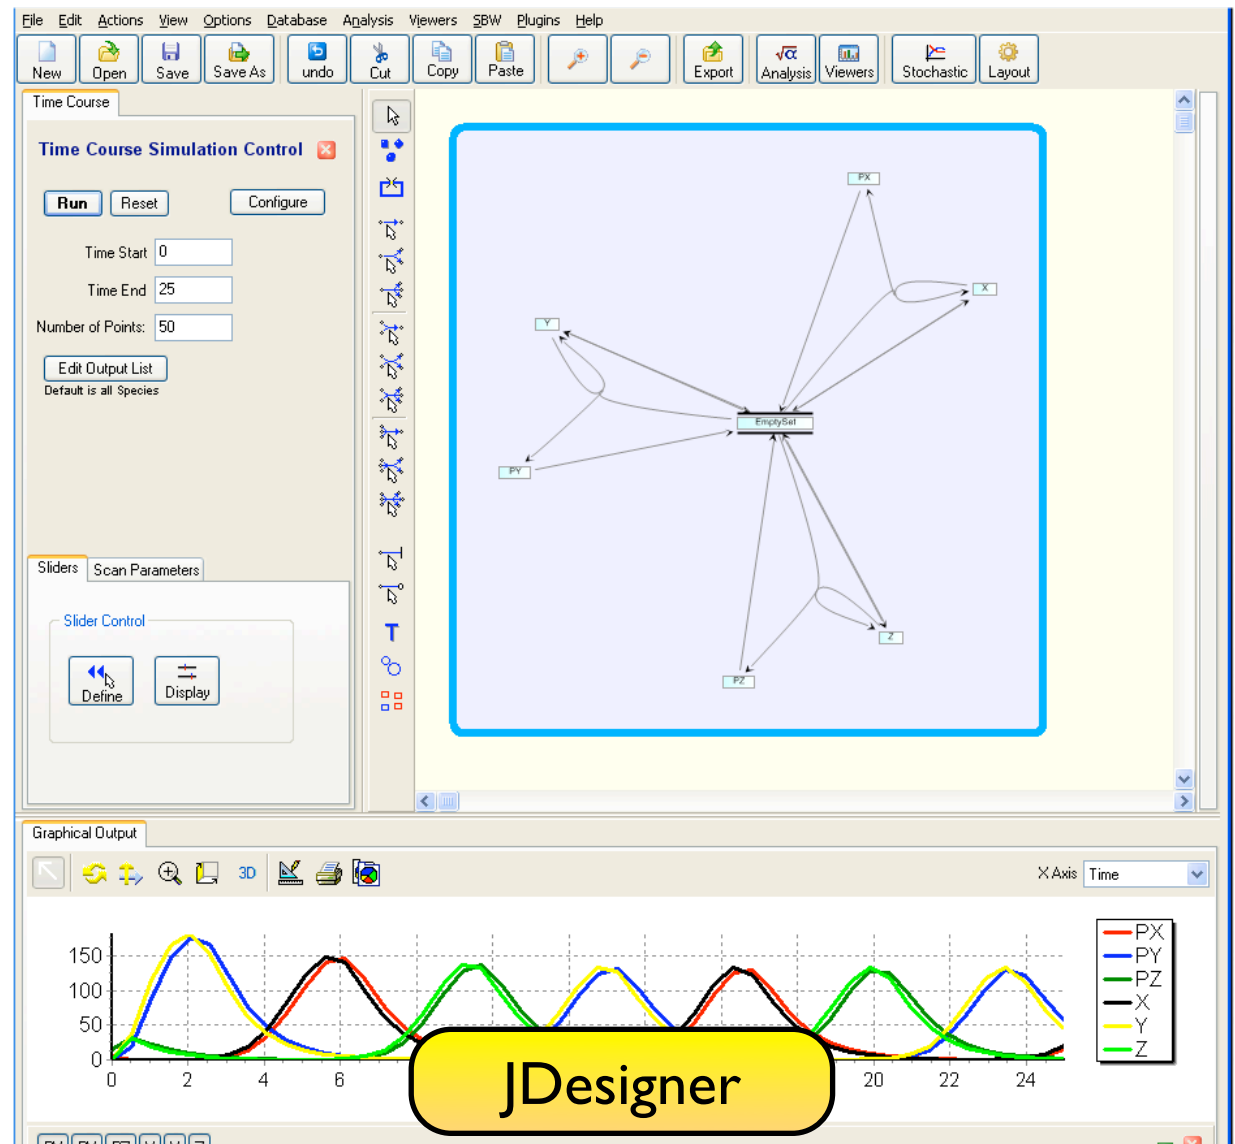 File Edit Actions View Options Database Analysis Viewers SBW Plugins Help
New Open Save Save As undo Cut Copy Paste Export Analysis Viewers Stochastic Layout
Time Course
Time Course Simulation Control
Run Reset Configure
Time Start 0
Time End 25
Number of Points: 50
Edit Output List
Default is all Species
Sliders Scan Parameters
Slider Control
Define Display
T
PX
X
Y
EmptySet
PY
Z
PZ
Graphical Output
3D
X Axis Time
150
100
50
0
0 2 4 6 20 22 24
PX
PY
PZ
X
Y
Z
JDesigner